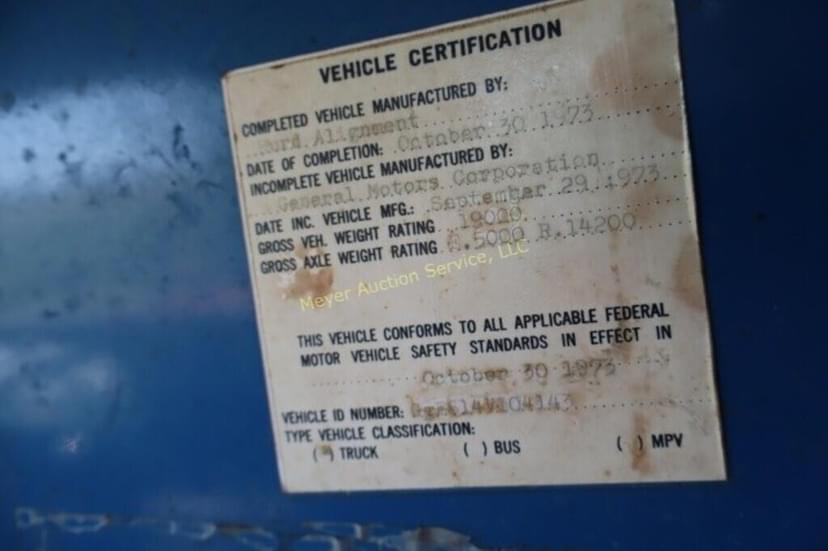 VEHICLE CERTIFICATION
COMPLETED VEHICLE MANUFACTURED BY:
Alignment
DATE OF COMPLETION: October 30 1973
INCOMPLETE VEHICLE MANUFACTURED BY:
General Motors Corporation
DATE INC. VEHICLE MFG.: September 29 1973
GROSS VEH. WEIGHT RATING 19000
GROSS AXLE WEIGHT RATING .5000 R.14200
Meyer Auction Service, LLC
THIS VEHICLE CONFORMS TO ALL APPLICABLE FEDERAL
MOTOR VEHICLE SAFETY STANDARDS IN EFFECT IN
October 30 1973
VEHICLE ID NUMBER:
TYPE VEHICLE CLASSIFICATION:
( ) TRUCK ( ) BUS ( ) MPV